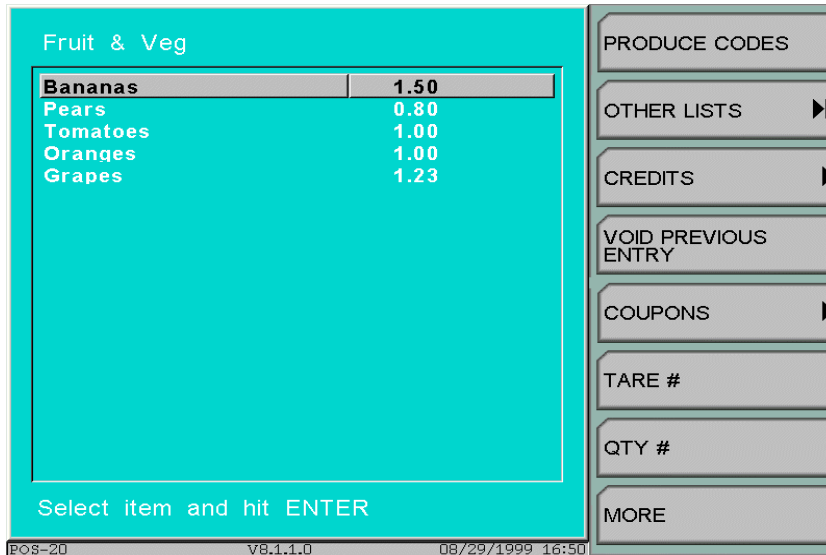 Fruit & Veg
Bananas 1.50
Pears 0.80
Tomatoes 1.00
Oranges 1.00
Grapes 1.23
Select item and hit ENTER
POS-20 V8.1.1.0 08/29/1999 16:50
PRODUCE CODES
OTHER LISTS
CREDITS
VOID PREVIOUS
ENTRY
COUPONS
TARE #
QTY #
MORE